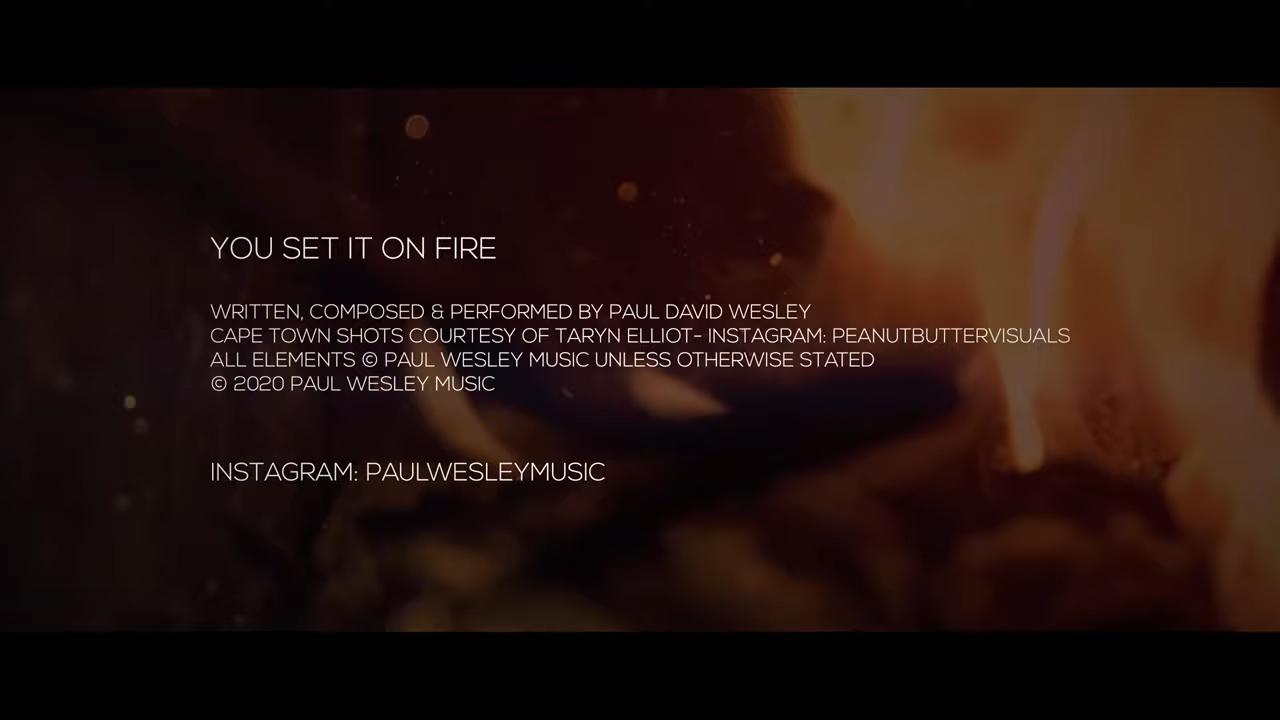 YOU SET IT ON FIRE
WRITTEN, COMPOSED & PERFORMED BY PAUL DAVID WESLEY
CAPE TOWN SHOTS COURTESY OF TARYN ELLIOT- INSTAGRAM: PEANUTBUTTERVISUALS
ALL ELEMENTS © PAUL WESLEY MUSIC UNLESS OTHERWISE STATED
© 2020 PAUL WESLEY MUSIC
INSTAGRAM: PAULWESLEYMUSIC